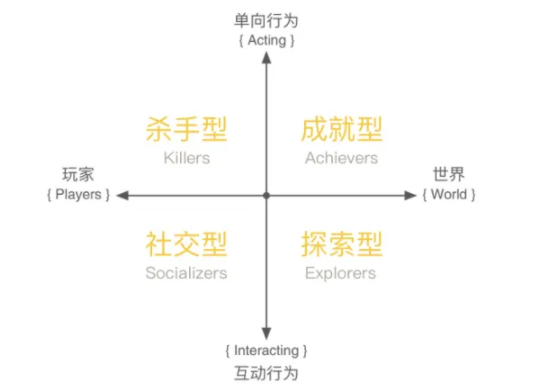 单向行为
{ Acting }
杀手型
Killers
成就型
Achievers
玩家
{ Players }
世界
{ World }
社交型
Socializers
探索型
Explorers
{ Interacting }
互动行为